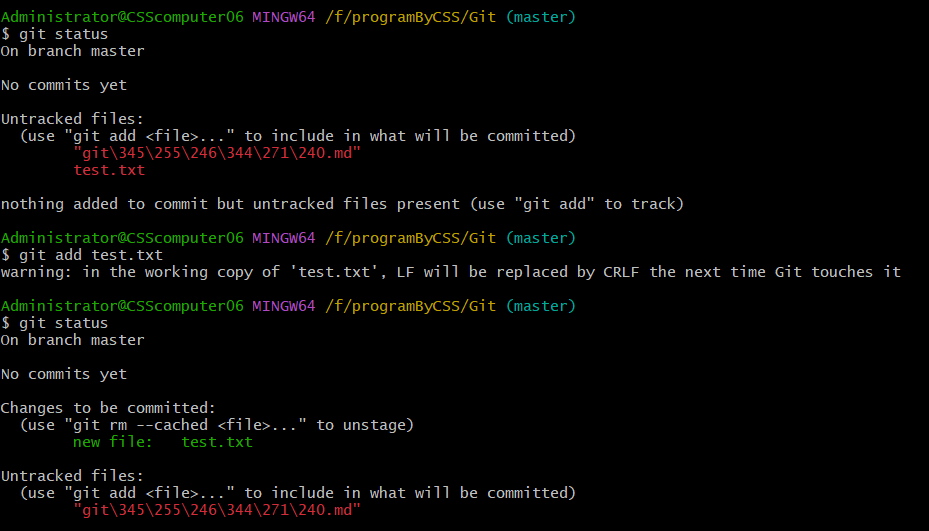 Administrator@CSScomputer06 MINGW64 /f/programByCSS/Git (master)
$ git status
On branch master
No commits yet
Untracked files:
  (use "git add <file>..." to include in what will be committed)
        "git\345\255\246\344\271\240.md"
        test.txt
nothing added to commit but untracked files present (use "git add" to track)
Administrator@CSScomputer06 MINGW64 /f/programByCSS/Git (master)
$ git add test.txt
warning: in the working copy of 'test.txt', LF will be replaced by CRLF the next time Git touches it
Administrator@CSScomputer06 MINGW64 /f/programByCSS/Git (master)
$ git status
On branch master
No commits yet
Changes to be committed:
  (use "git rm --cached <file>..." to unstage)
        new file:   test.txt
Untracked files:
  (use "git add <file>..." to include in what will be committed)
        "git\345\255\246\344\271\240.md"